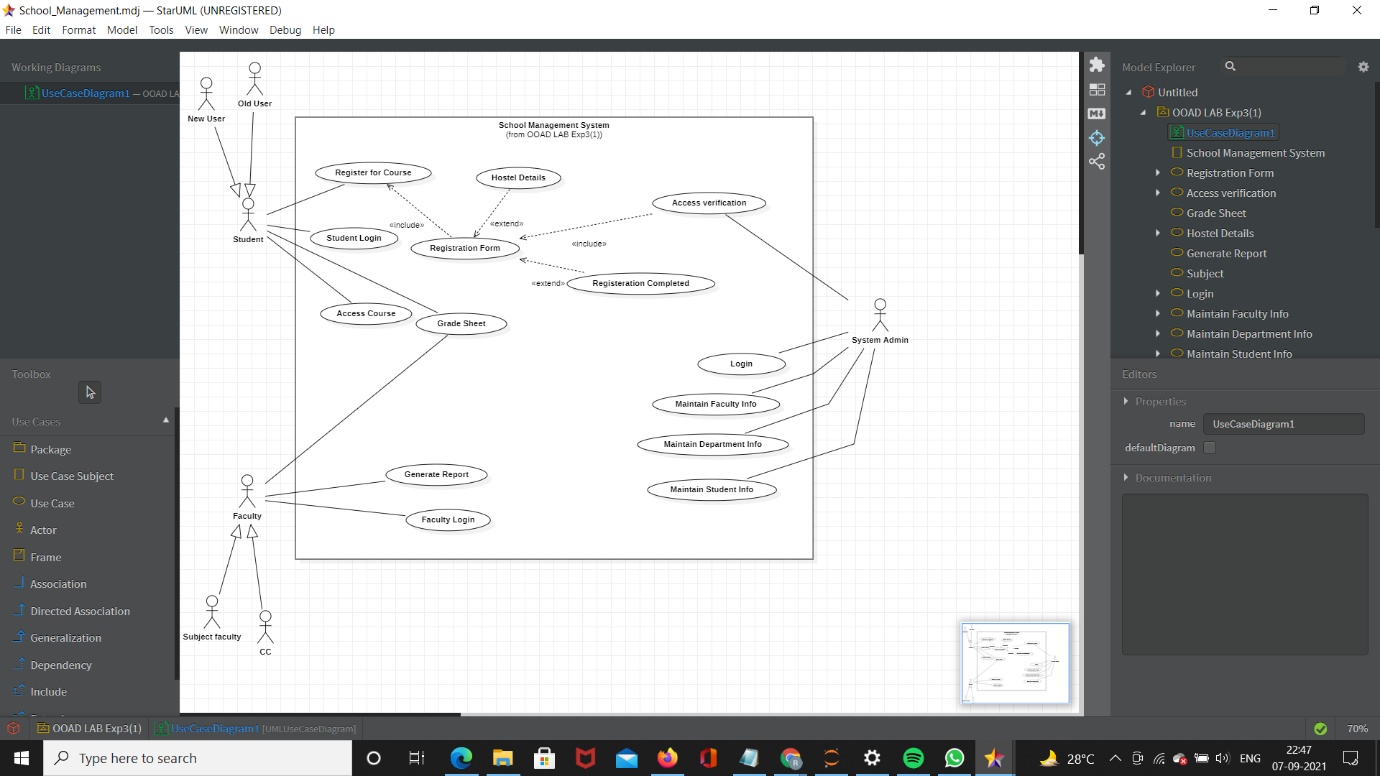 School_Management.mdj — StarUML (UNREGISTERED)
File Edit Format Model Tools View Window Debug Help
Working Diagrams
UseCaseDiagram1 — OOAD LA
Toolbox
Use Cases
Package
Use Case Subject
Use Case
Actor
Frame
Association
Directed Association
Generalization
Dependency
Include
Old User
New User
School Management System
(from OOAD LAB Exp3(1))
Register for Course
Hostel Details
Access verification
«include»
«extend»
Student
Student Login
Registration Form
«include»
«extend»
Registeration Completed
Access Course
Grade Sheet
System Admin
Login
Maintain Faculty Info
Maintain Department Info
Generate Report
Maintain Student Info
Faculty
Faculty Login
Subject faculty
CC
Model Explorer
Untitled
OOAD LAB Exp3(1)
UseCaseDiagram1
School Management System
Registration Form
Access verification
Grade Sheet
Hostel Details
Generate Report
Subject
Login
Maintain Faculty Info
Maintain Department Info
Maintain Student Info
Editors
Properties
name UseCaseDiagram1
defaultDiagram
Documentation
OOAD LAB Exp3(1) UseCaseDiagram1 [UMLUseCaseDiagram] 70%
Type here to search
28°C ENG
22:47
07-09-2021